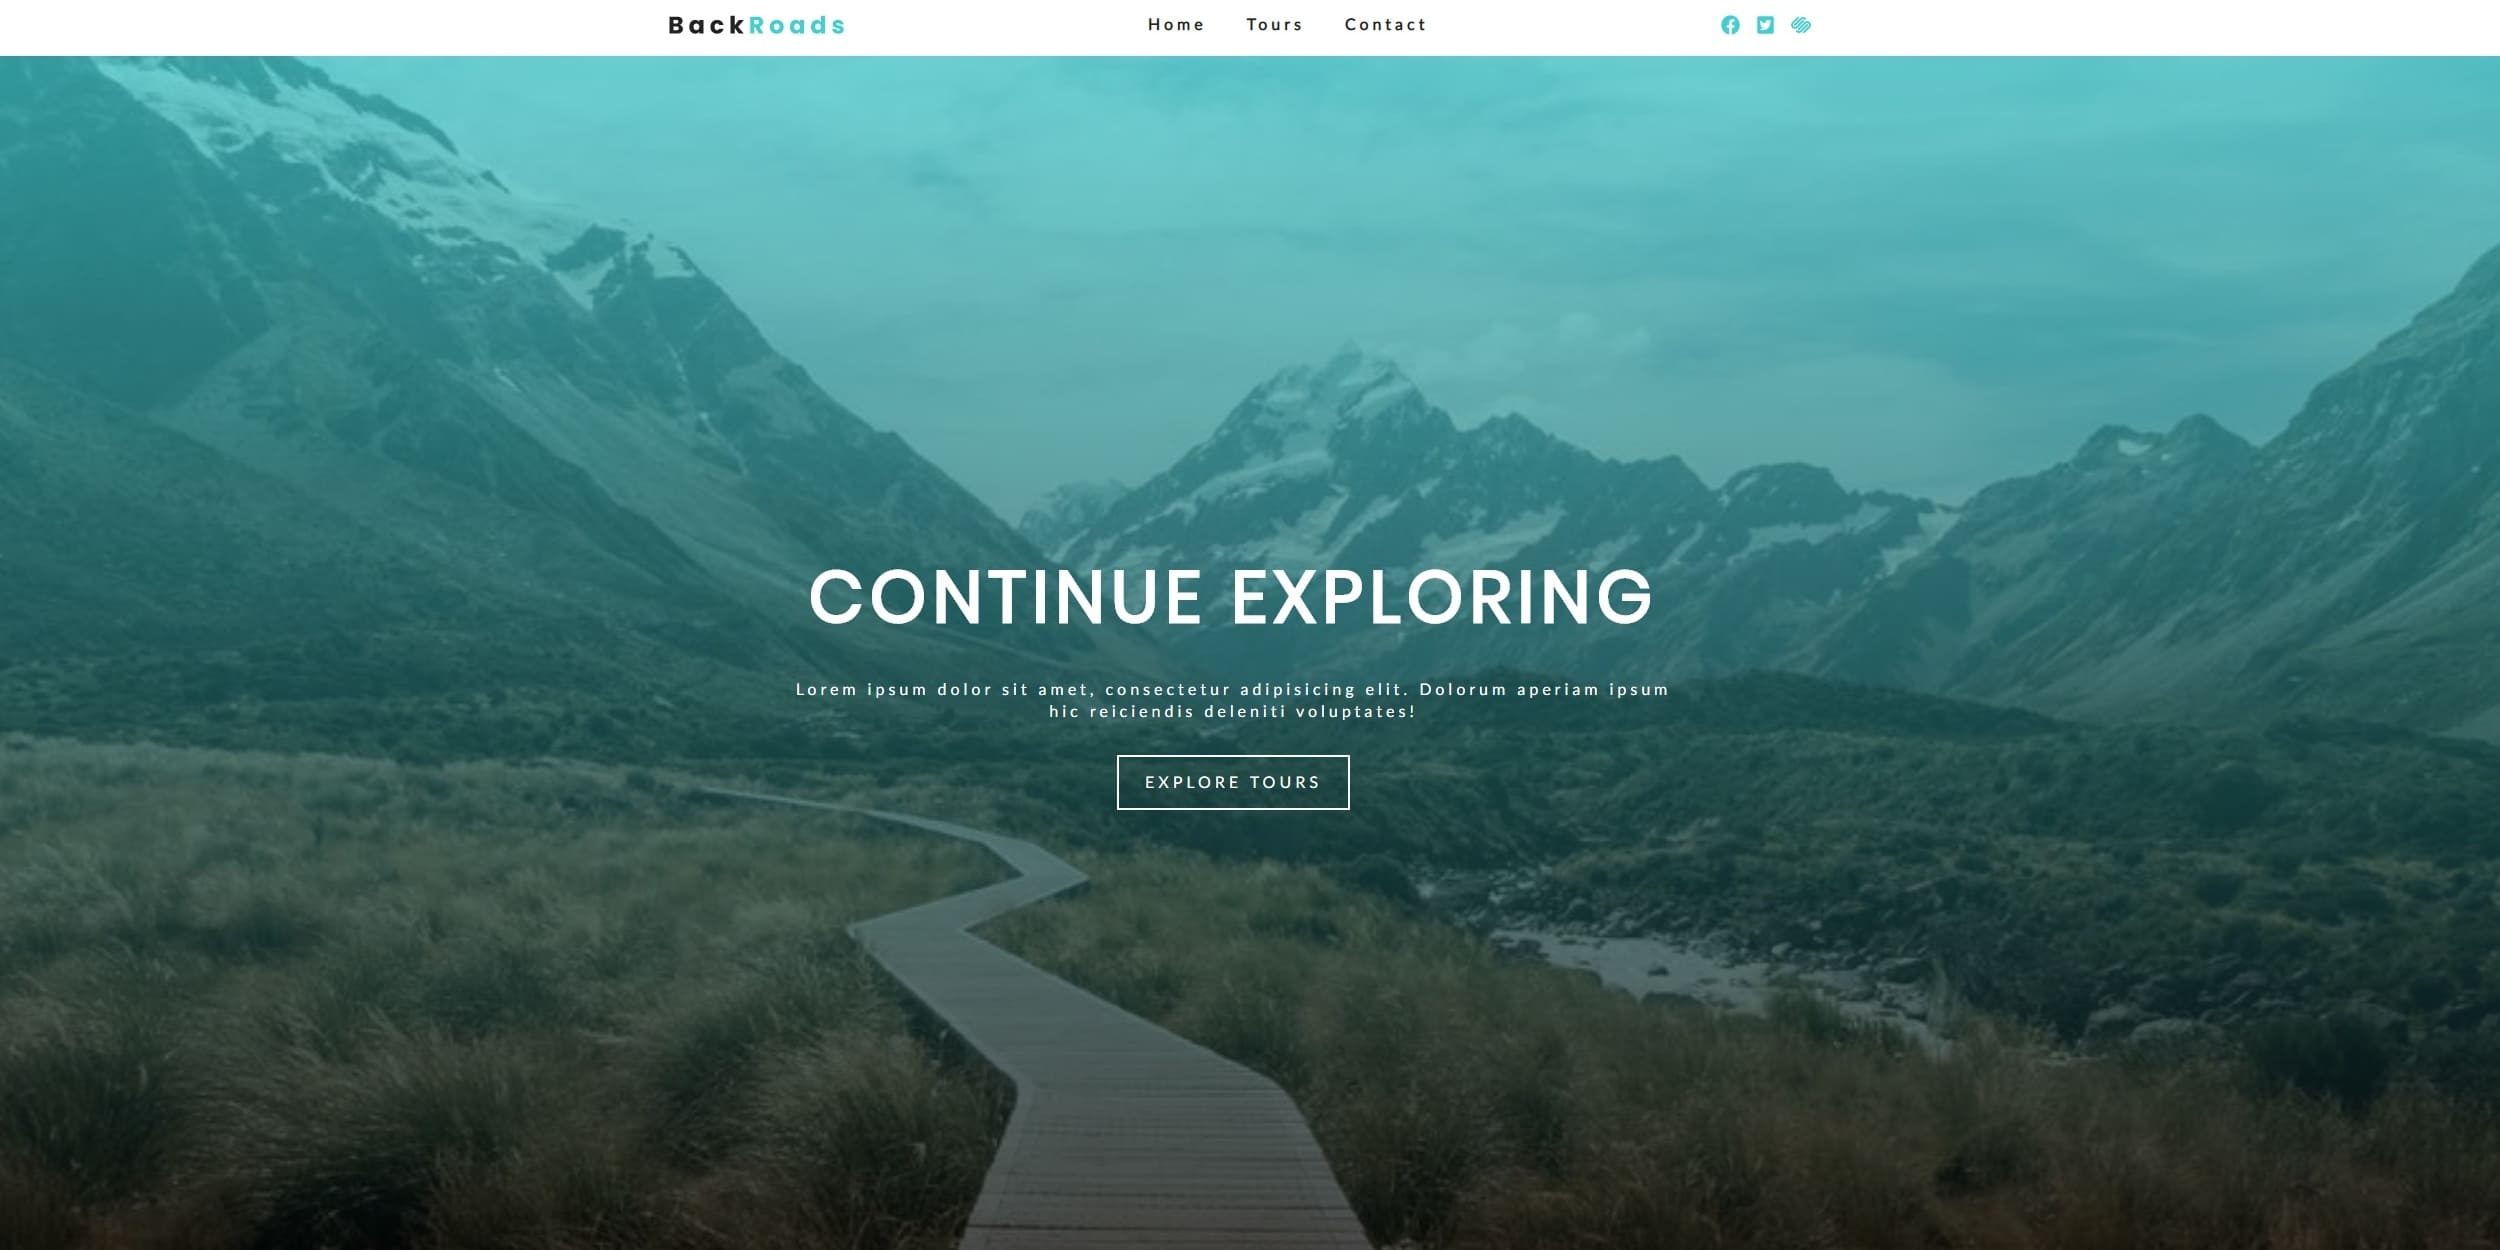 BackRoads
Home Tours Contact
CONTINUE EXPLORING
Lorem ipsum dolor sit amet, consectetur adipisicing elit. Dolorum aperiam ipsum
hic reiciendis deleniti voluptates!
EXPLORE TOURS